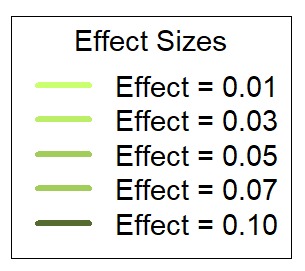 Effect Sizes
Effect = 0.01
Effect = 0.03
Effect = 0.05
Effect = 0.07
Effect = 0.10